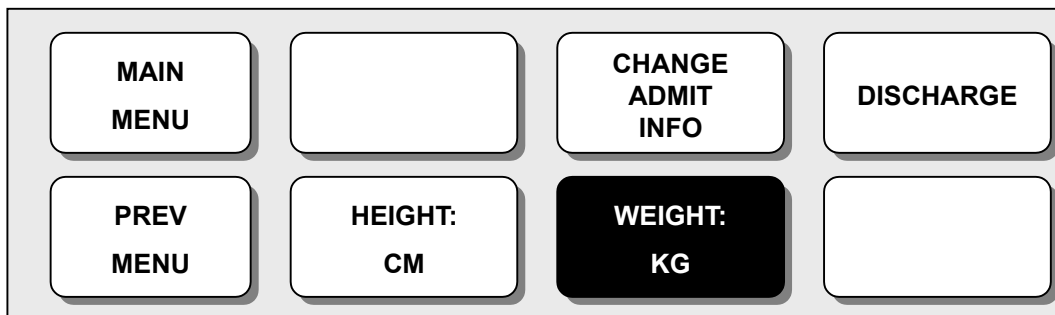 MAIN
MENU
CHANGE
ADMIT
INFO
DISCHARGE
PREV
MENU
HEIGHT:
CM
WEIGHT:
KG